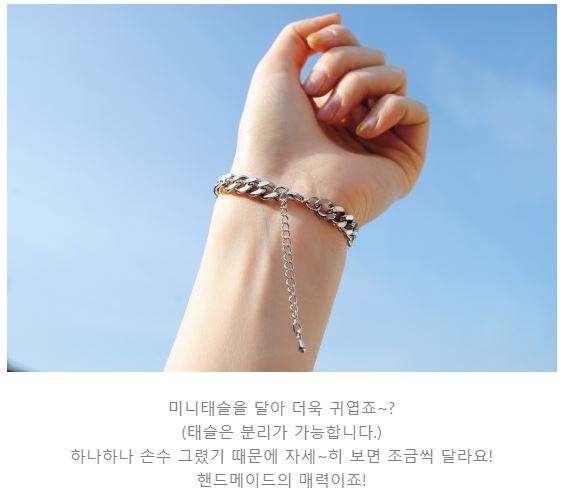 미니태슬을 달아 더욱 귀엽죠~?
(태슬은 분리가 가능합니다.)
하나하나 손수 그렸기 때문에 자세~히 보면 조금씩 달라요!
핸드메이드의 매력이죠!